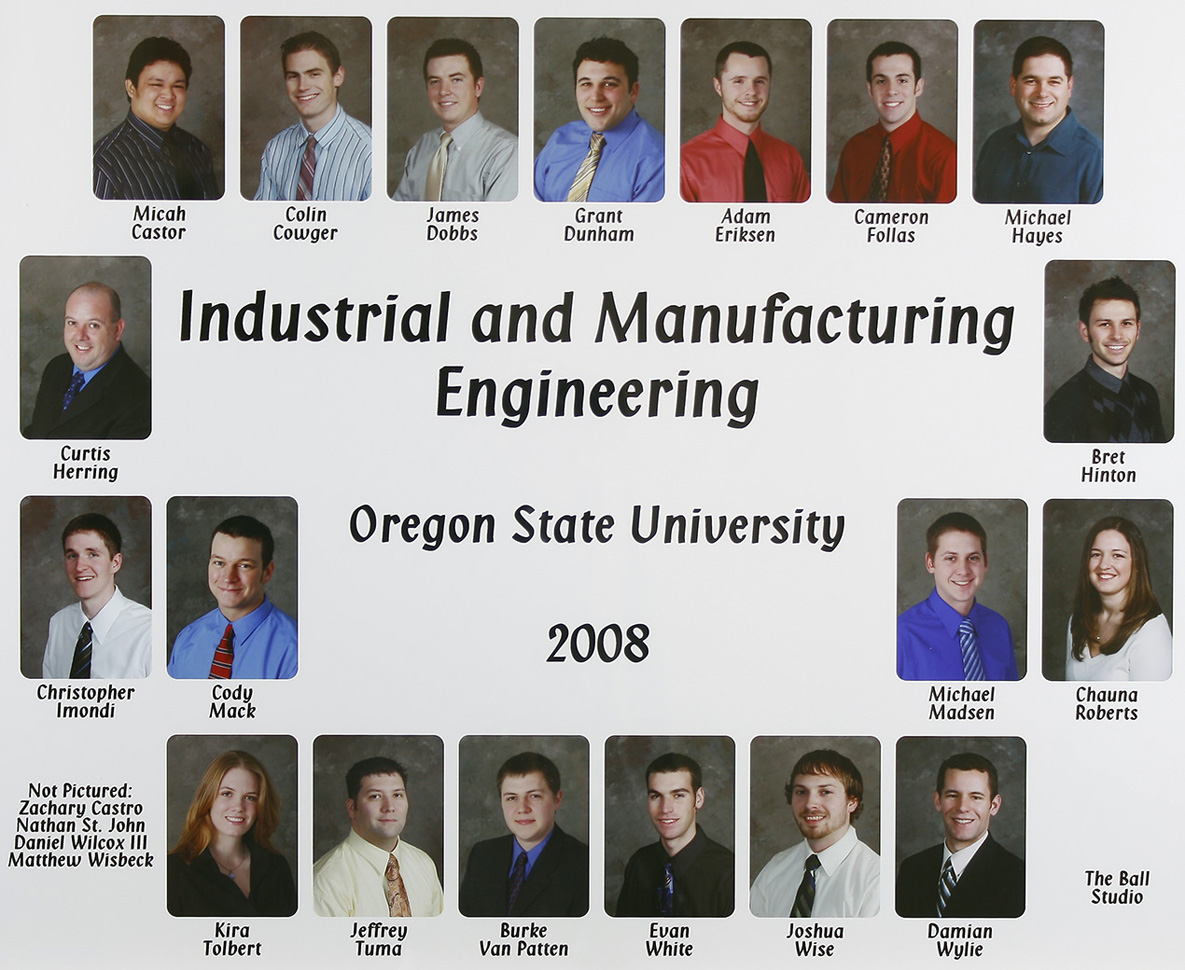 Micah
Castor
Colin
Cowger
James
Dobbs
Grant
Dunham
Adam
Eriksen
Cameron
Follas
Michael
Hayes
Industrial and Manufacturing
Engineering
Curtis
Herring
Bret
Hinton
Oregon State University
2008
Christopher
Imondi
Cody
Mack
Michael
Madsen
Chauna
Roberts
Not Pictured:
Zachary Castro
Nathan St. John
Daniel Wilcox III
Matthew Wisbeck
Kira
Tolbert
Jeffrey
Tuma
Burke
Van Patten
Evan
White
Joshua
Wise
Damian
Wylie
The Ball
Studio